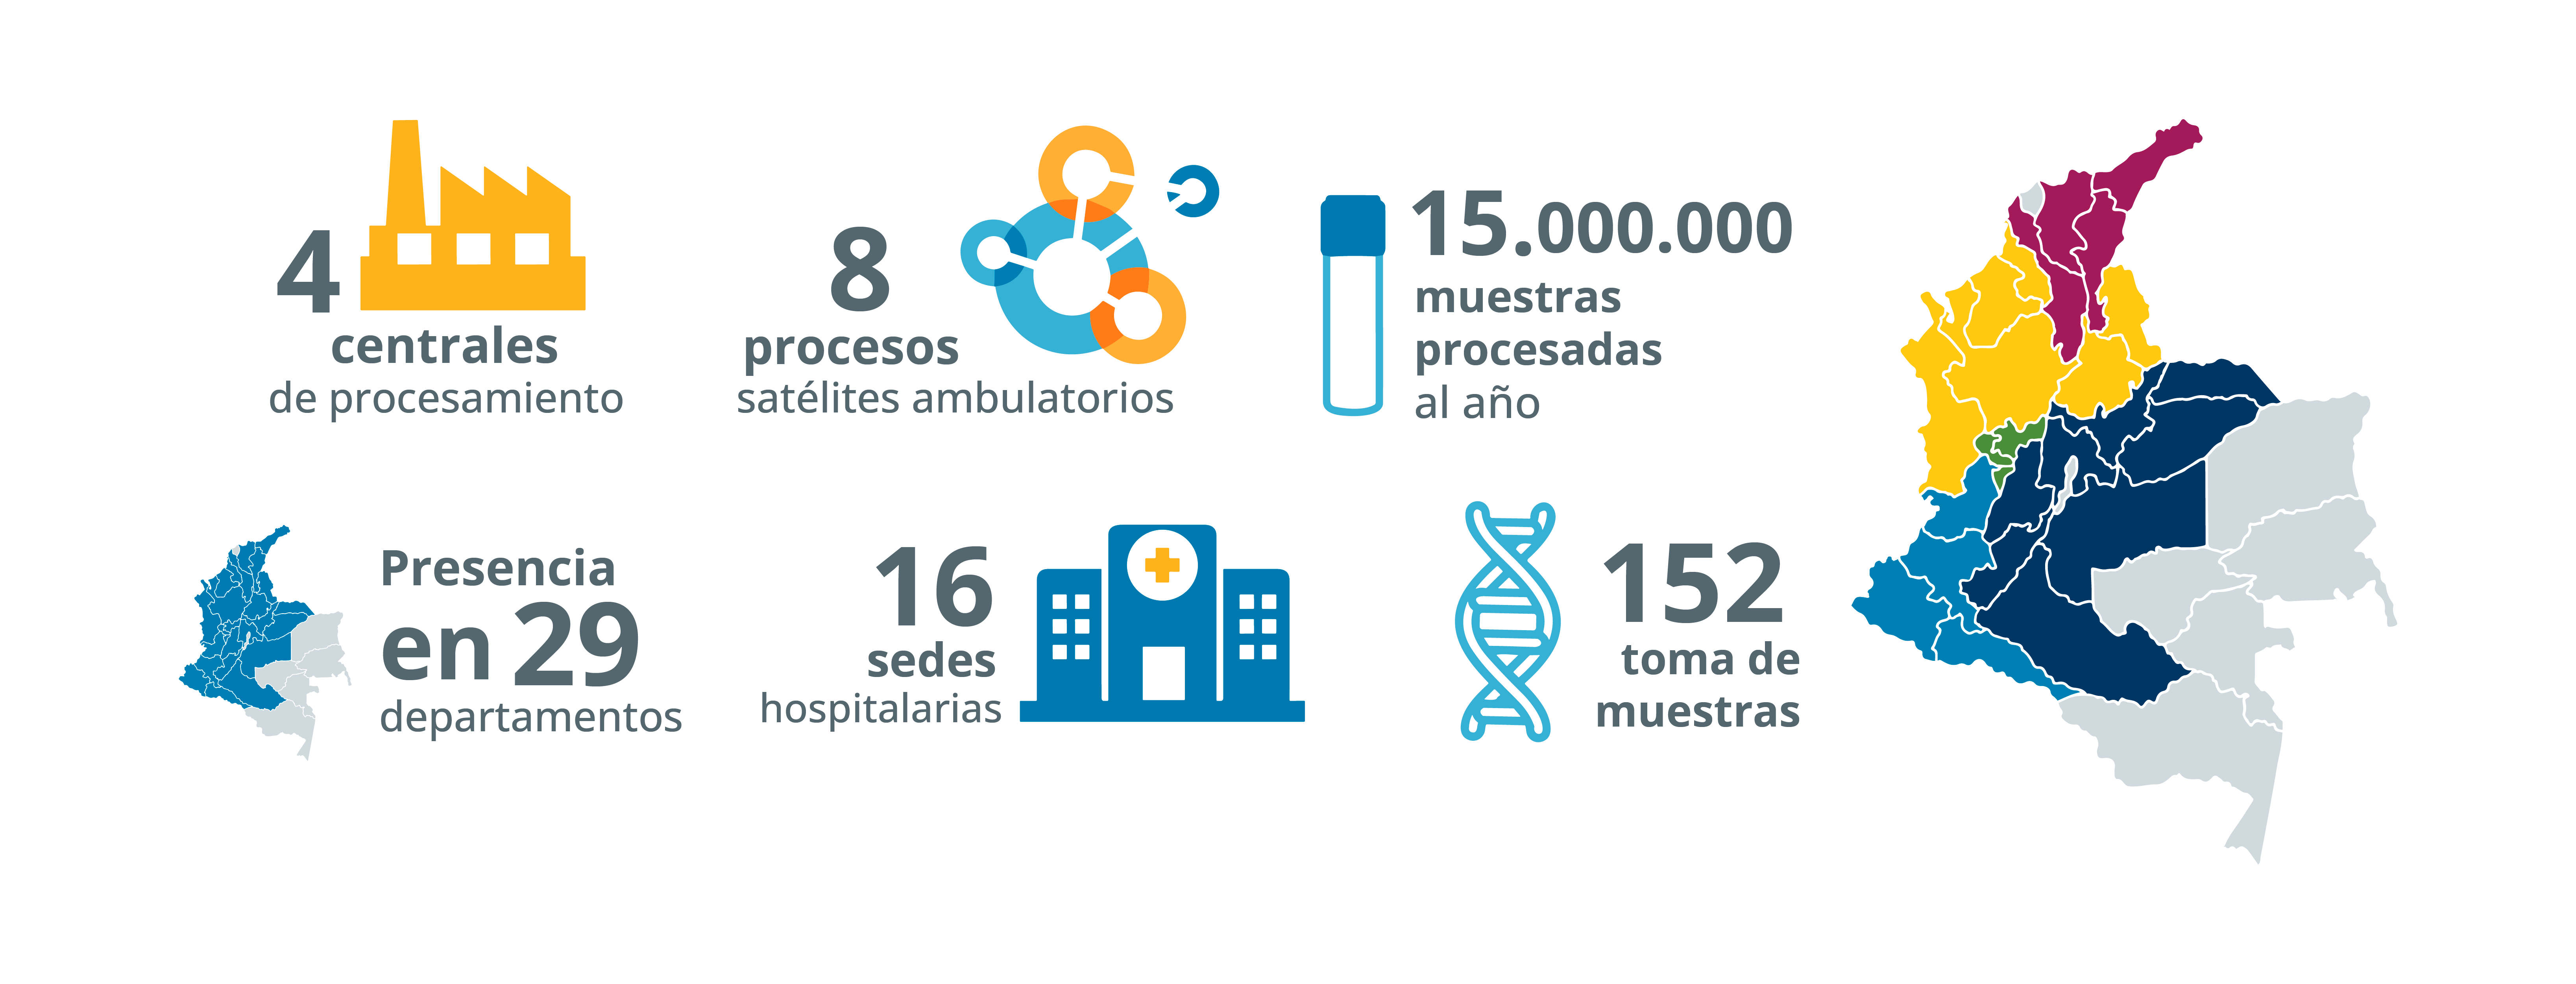 4
centrales
de procesamiento
8
procesos
satélites ambulatorios
15.000.000
muestras
procesadas
al año
Presencia
en 29
departamentos
16
sedes
hospitalarias
152
toma de
muestras